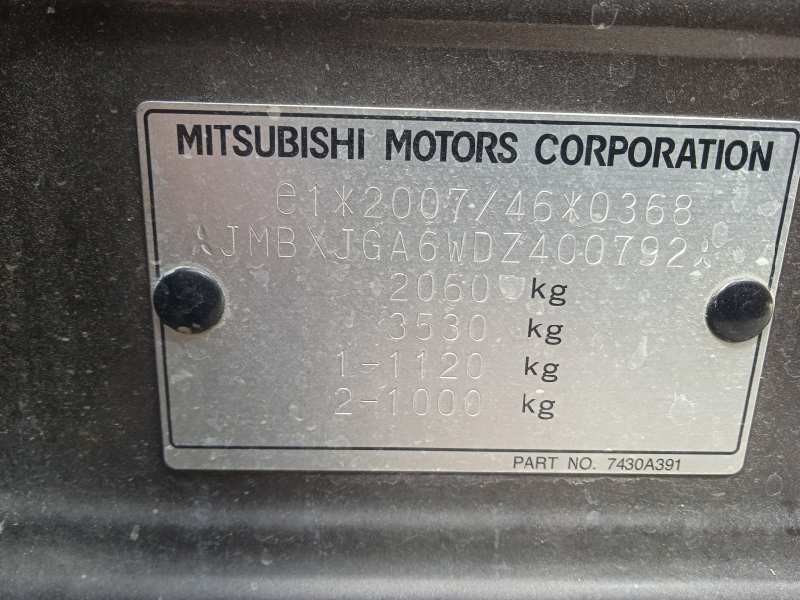 MITSUBISHI MOTORS CORPORATION
e1*2007/46*0368
JMBXJGA6WDZ400792
2060 kg
3530 kg
1-1120 kg
2-1000 kg
PART NO. 7430A391